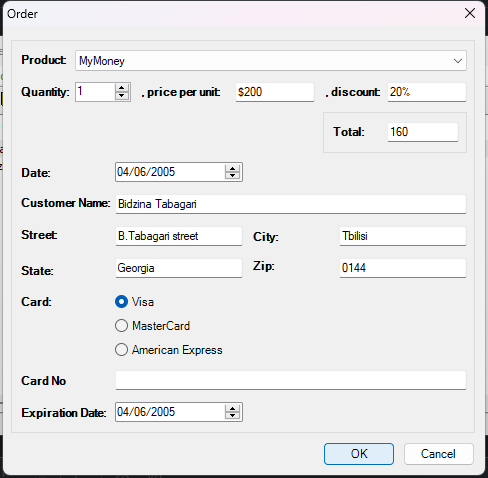 Order
Product: MyMoney
Quantity: 1 , price per unit: $200 , discount: 20%
Total: 160
Date: 04/06/2005
Customer Name: Bidzina Tabagari
Street: B.Tabagari street City: Tbilisi
State: Georgia Zip: 0144
Card: Visa
MasterCard
American Express
Card No
Expiration Date: 04/06/2005
OK Cancel